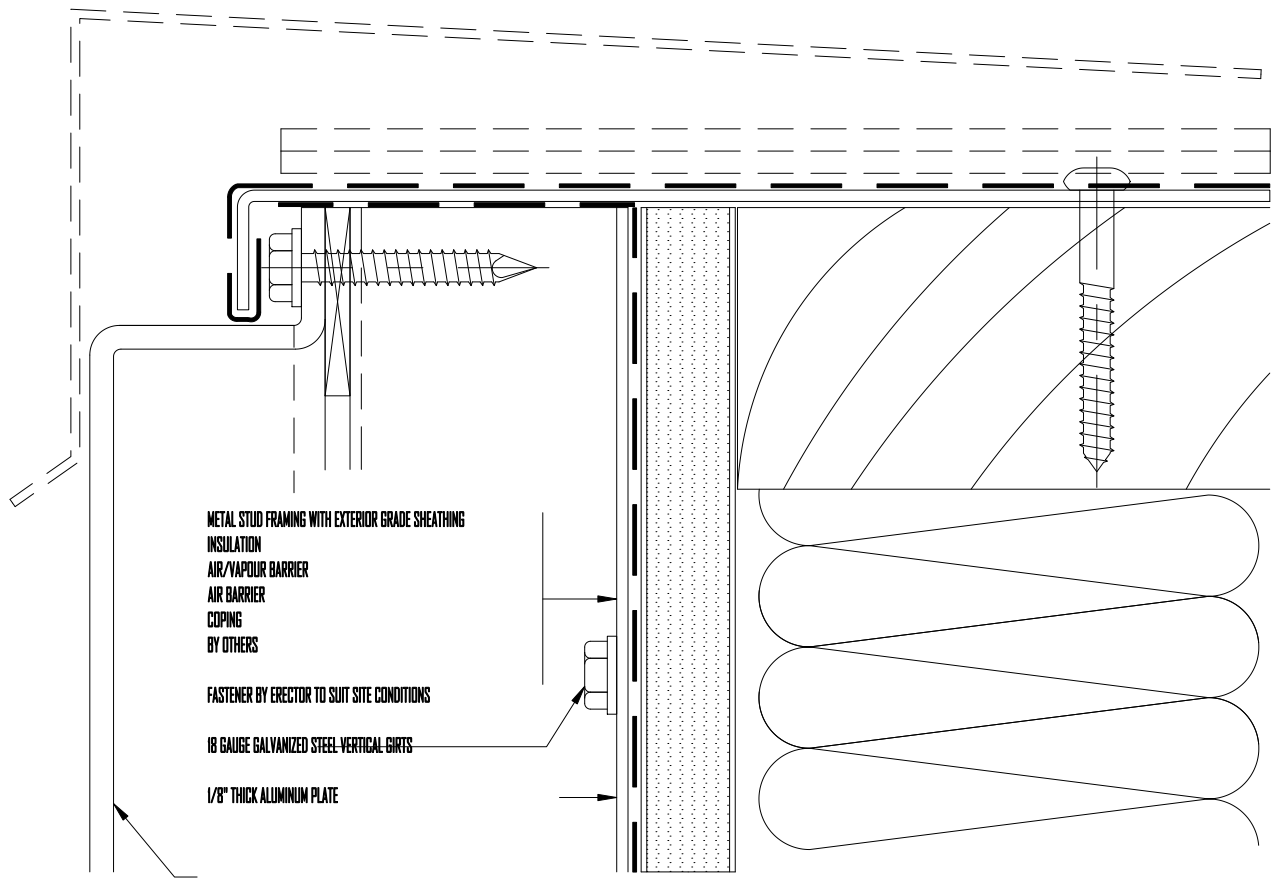 METAL STUD FRAMING WITH EXTERIOR GRADE SHEATHING
INSULATION
AIR/VAPOUR BARRIER
AIR BARRIER
COPING
BY OTHERS
FASTENER BY ERECTOR TO SUIT SITE CONDITIONS
18 GAUGE GALVANIZED STEEL VERTICAL GIRTS
1/8" THICK ALUMINUM PLATE